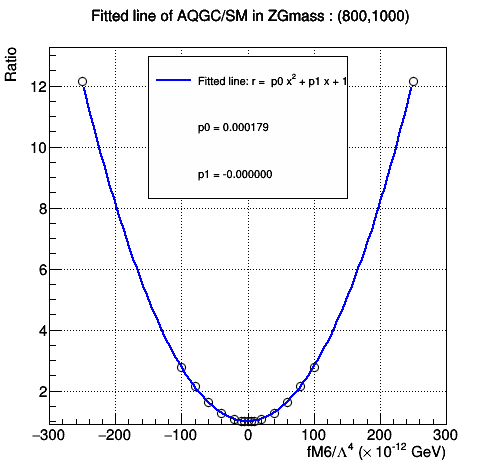 Fitted line of AQGC/SM in ZGmass : (800,1000)
Ratio
Fitted line: r = p0 x² + p1 x + 1
p0 = 0.000179
p1 = -0.000000
12
10
8
6
4
2
−300 −200 −100 0 100 200 300
fM6/Λ⁴ (× 10⁻¹² GeV)